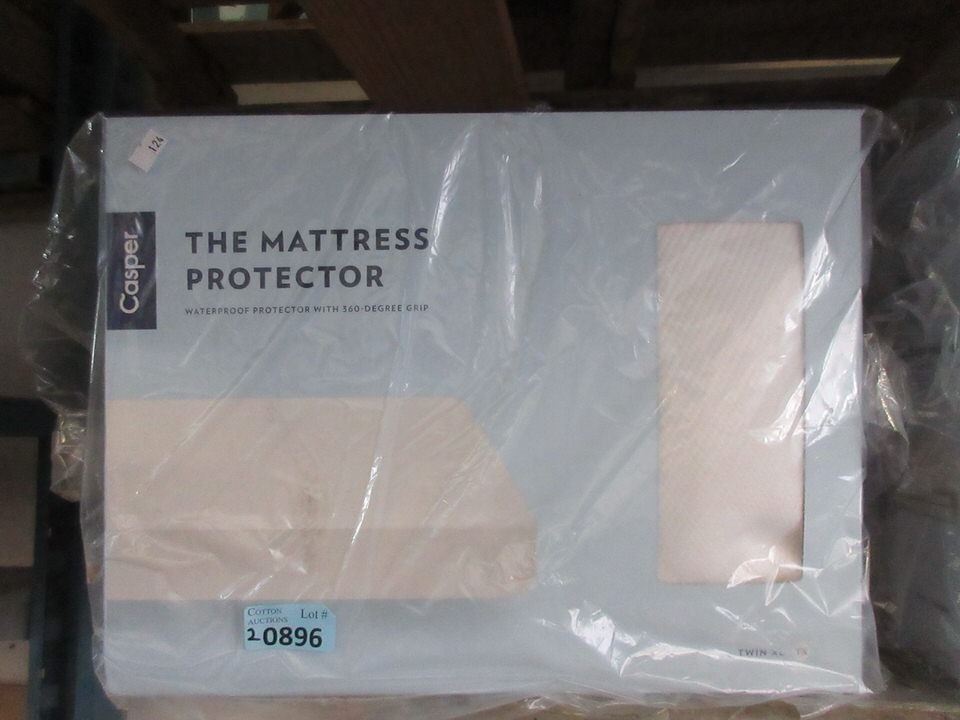 124
Casper
THE MATTRESS
PROTECTOR
WATERPROOF PROTECTOR WITH 360-DEGREE GRIP
COTTON
AUCTIONS
Lot #
20896
TWIN XL